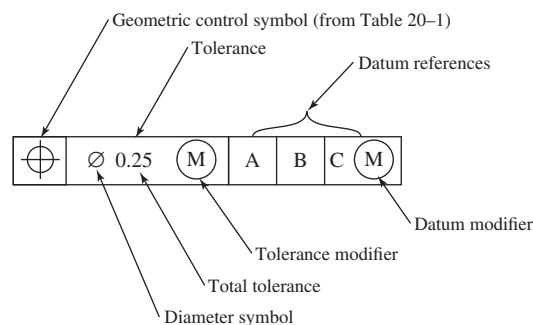 Geometric control symbol (from Table 20–1)
Tolerance
Datum references
⌀ 0.25 M A B C M
Datum modifier
Tolerance modifier
Total tolerance
Diameter symbol